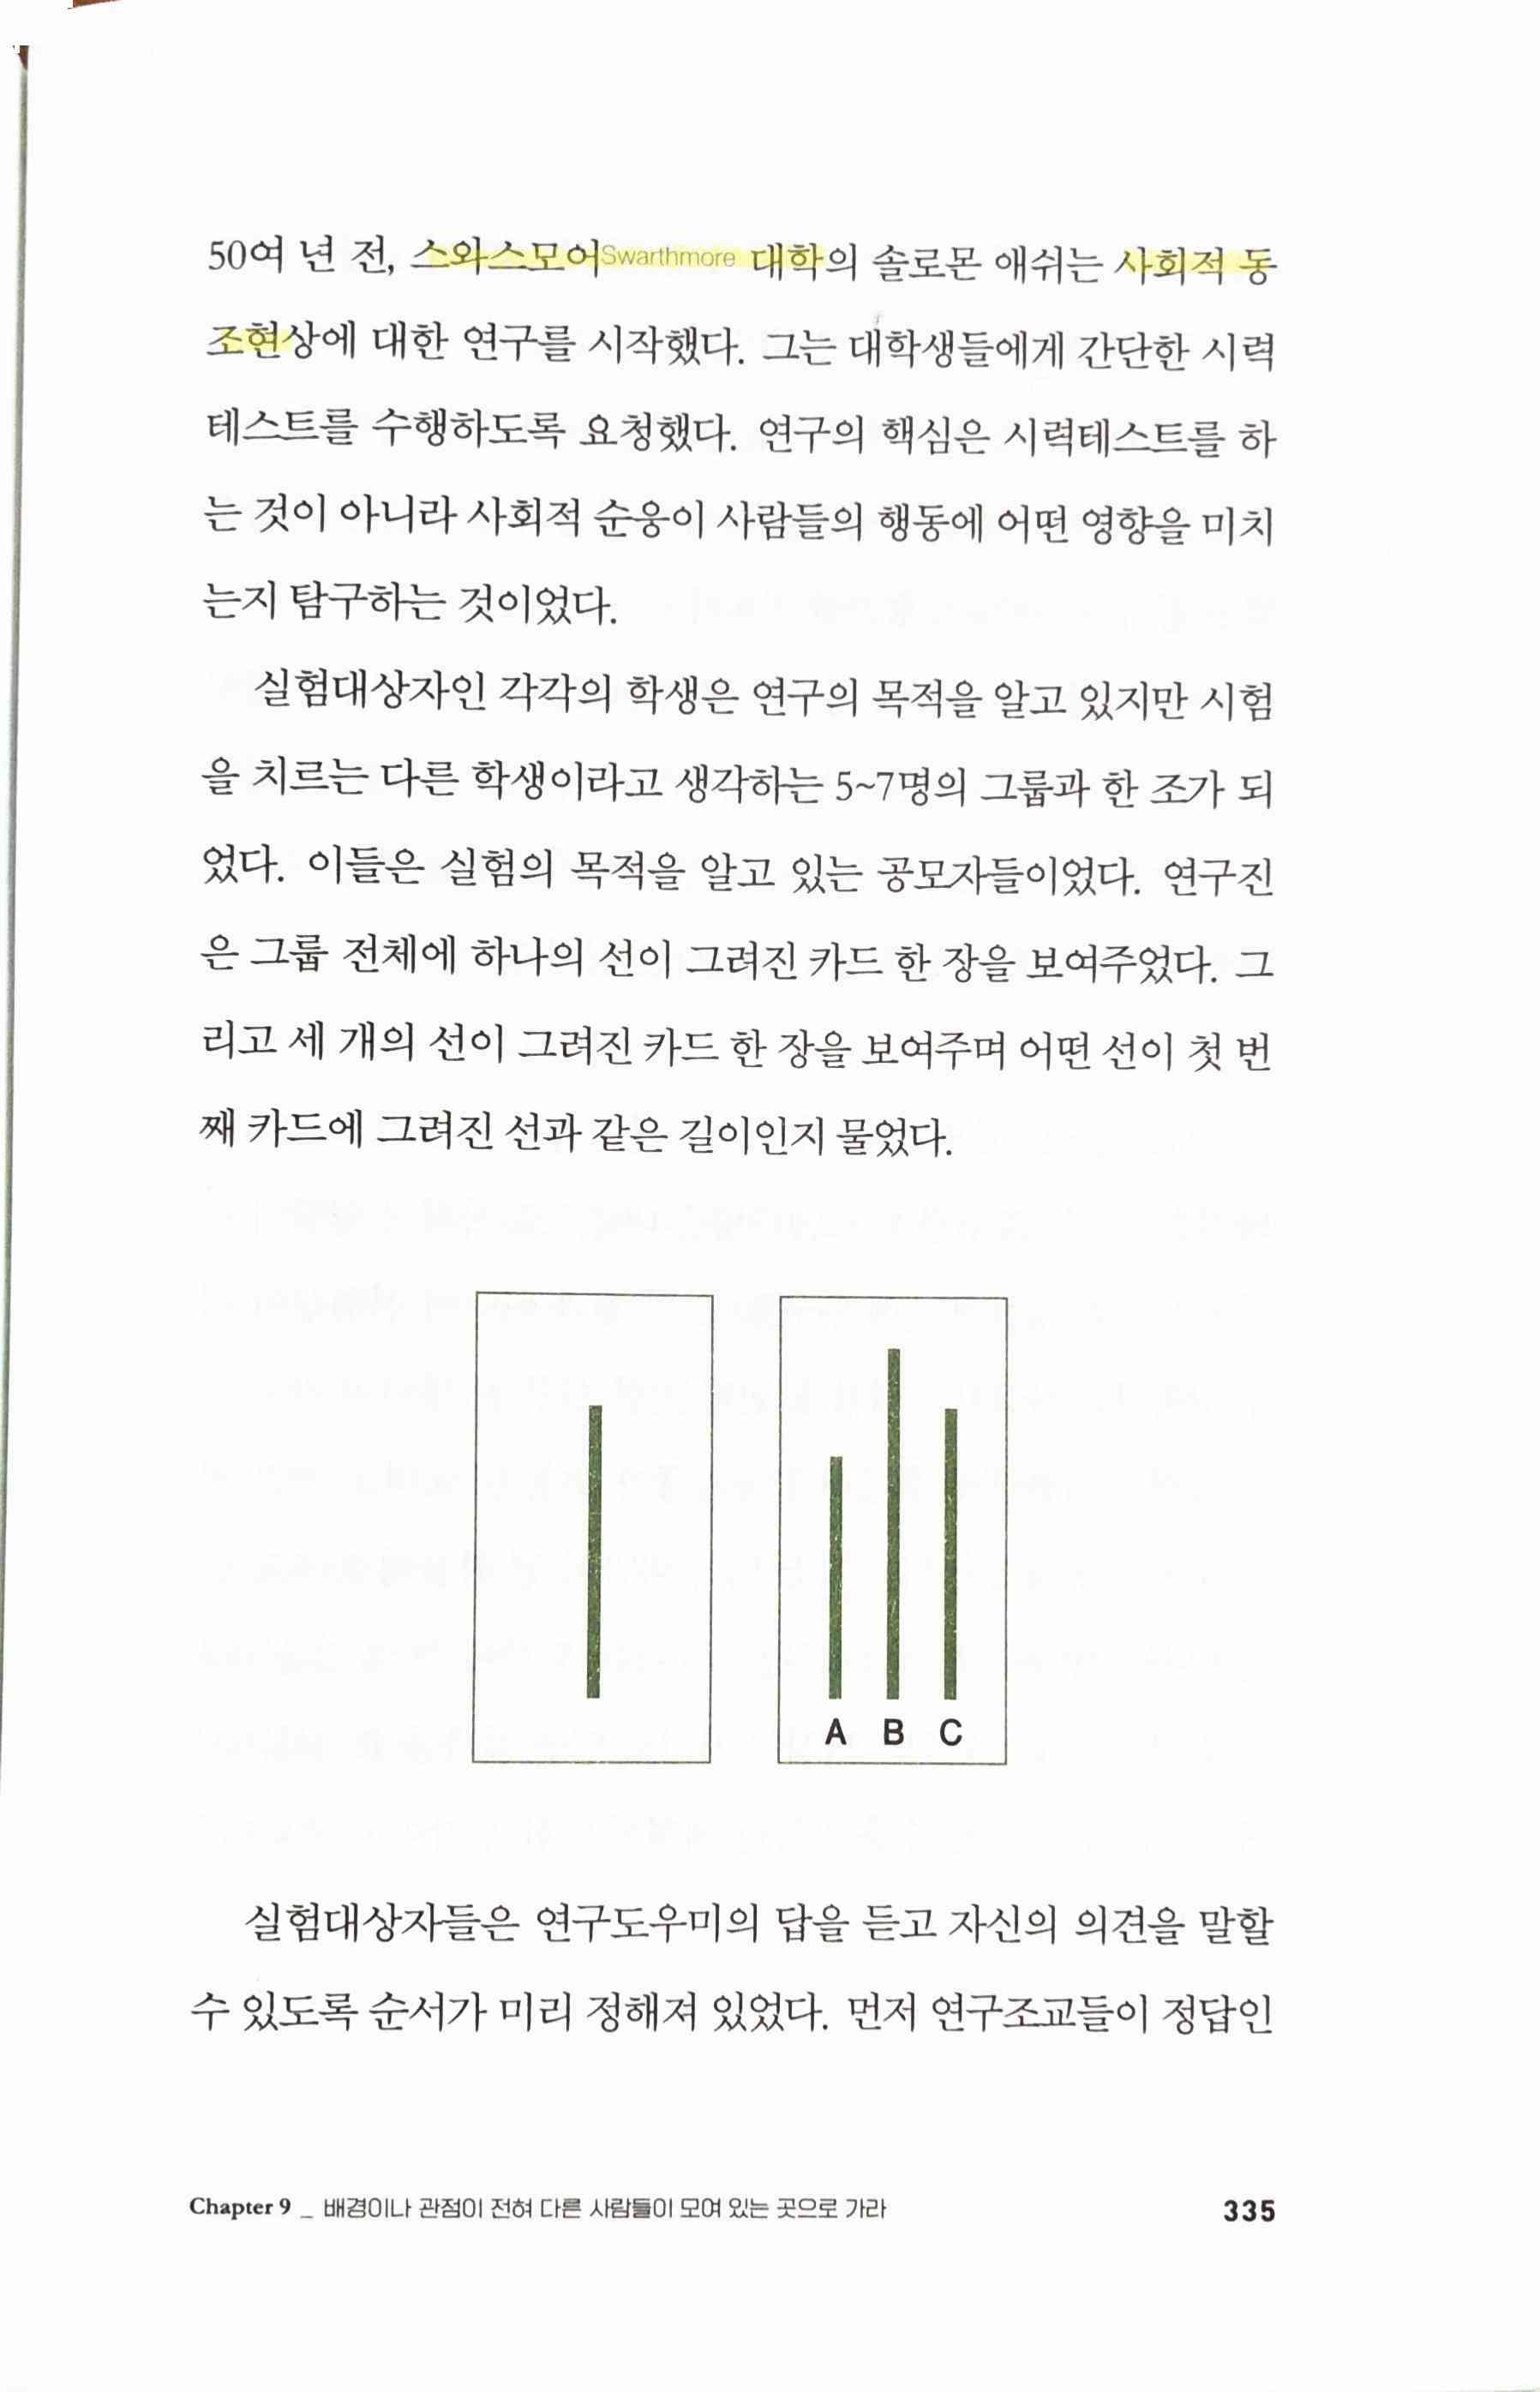 50여 년 전, 스와스모어Swarthmore 대학의 솔로몬 애쉬는 사회적 동
조현상에 대한 연구를 시작했다. 그는 대학생들에게 간단한 시력
테스트를 수행하도록 요청했다. 연구의 핵심은 시력테스트를 하
는 것이 아니라 사회적 순응이 사람들의 행동에 어떤 영향을 미치
는지 탐구하는 것이었다.
실험대상자인 각각의 학생은 연구의 목적을 알고 있지만 시험
을 치르는 다른 학생이라고 생각하는 5~7명의 그룹과 한 조가 되
었다. 이들은 실험의 목적을 알고 있는 공모자들이었다. 연구진
은 그룹 전체에 하나의 선이 그려진 카드 한 장을 보여주었다. 그
리고 세 개의 선이 그려진 카드 한 장을 보여주며 어떤 선이 첫 번
째 카드에 그려진 선과 같은 길이인지 물었다.
A B C
실험대상자들은 연구도우미의 답을 듣고 자신의 의견을 말할
수 있도록 순서가 미리 정해져 있었다. 먼저 연구조교들이 정답인
Chapter 9 _ 배경이나 관점이 전혀 다른 사람들이 모여 있는 곳으로 가라
335